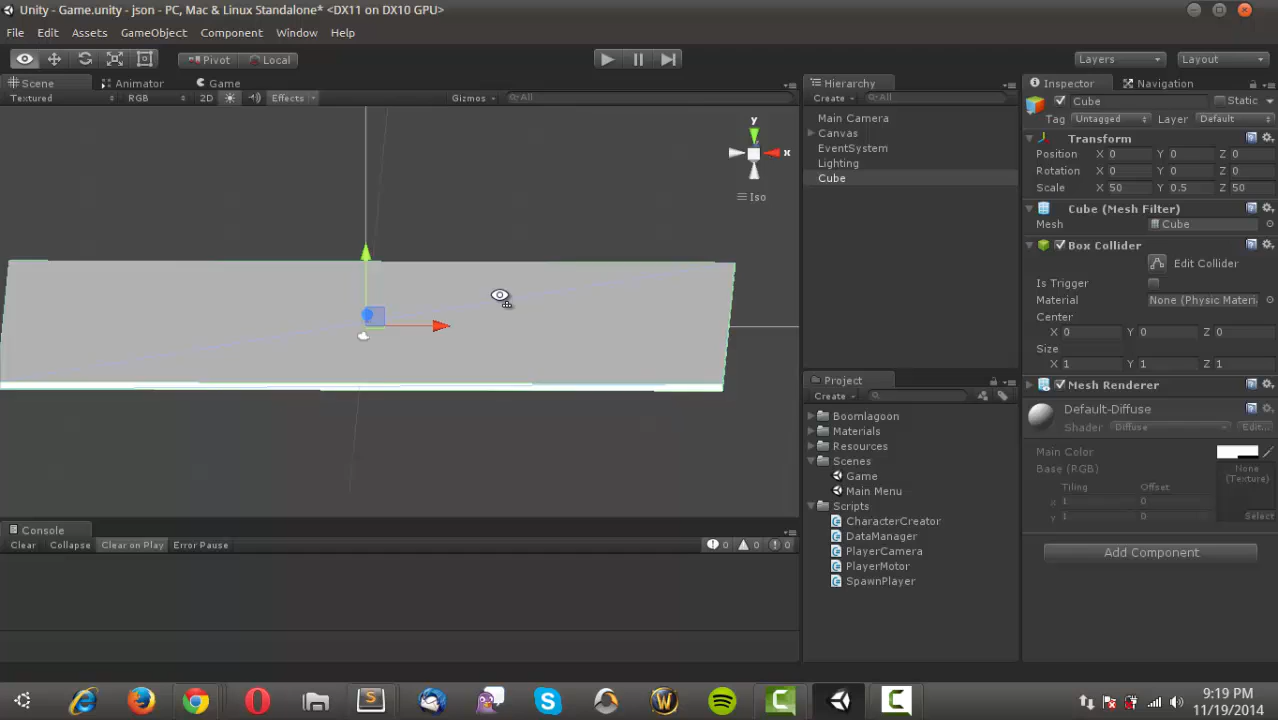 Unity - Game.unity - json - PC, Mac & Linux Standalone* <DX11 on DX10 GPU>
File Edit Assets GameObject Component Window Help
Pivot Local Layers Layout
Scene Animator Game
Textured RGB 2D Effects Gizmos All
y
x
Iso
Console
Clear Collapse Clear on Play Error Pause 0 0 0
Hierarchy
Create All
Main Camera
Canvas
EventSystem
Lighting
Cube
Project
Create
Boomlagoon
Materials
Resources
Scenes
Game
Main Menu
Scripts
CharacterCreator
DataManager
PlayerCamera
PlayerMotor
SpawnPlayer
Inspector Navigation
Cube Static
Tag Untagged Layer Default
Transform
Position X 0 Y 0 Z 0
Rotation X 0 Y 0 Z 0
Scale X 50 Y 0.5 Z 50
Cube (Mesh Filter)
Mesh Cube
Box Collider
Edit Collider
Is Trigger
Material None (Physic Materi
Center
X 0 Y 0 Z 0
Size
X 1 Y 1 Z 1
Mesh Renderer
Default-Diffuse
Shader Diffuse Edit...
Main Color
Base (RGB) None
(Texture)
Tiling Offset
x 1 0
y 1 0 Select
Add Component
9:19 PM
11/19/2014